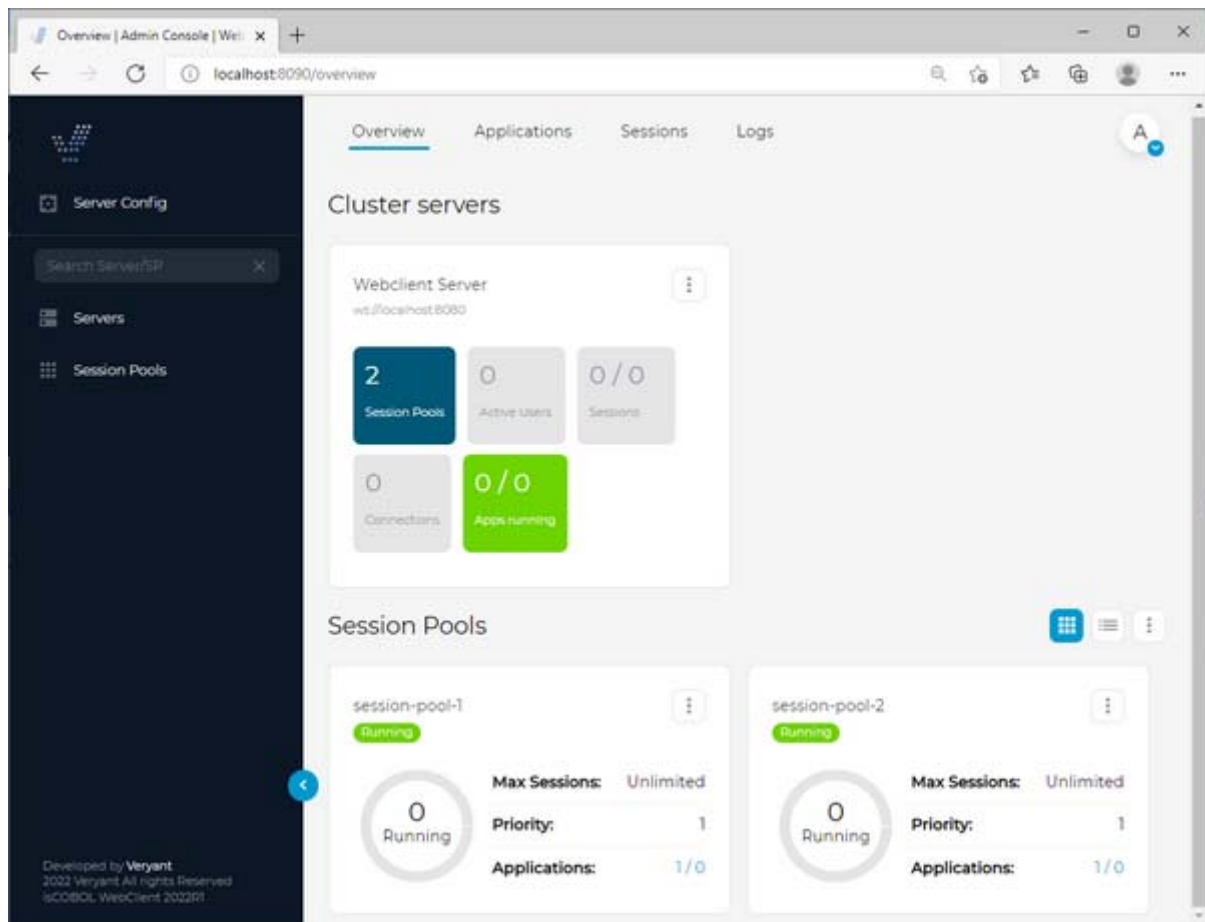 Overview | Admin Console | Web
localhost:8090/overview
Overview Applications Sessions Logs
A
Server Config
Search Server/SP
Servers
Session Pools
Cluster servers
Webclient Server
ws://localhost:8080
2
Session Pools
0
Active Users
0 / 0
Sessions
0
Connections
0 / 0
Apps running
Session Pools
session-pool-1
Running
0
Running
Max Sessions: Unlimited
Priority: 1
Applications: 1 / 0
session-pool-2
Running
0
Running
Max Sessions: Unlimited
Priority: 1
Applications: 1 / 0
Developed by Veryant
2022 Veryant All rights Reserved
isCOBOL WebClient 2022R1